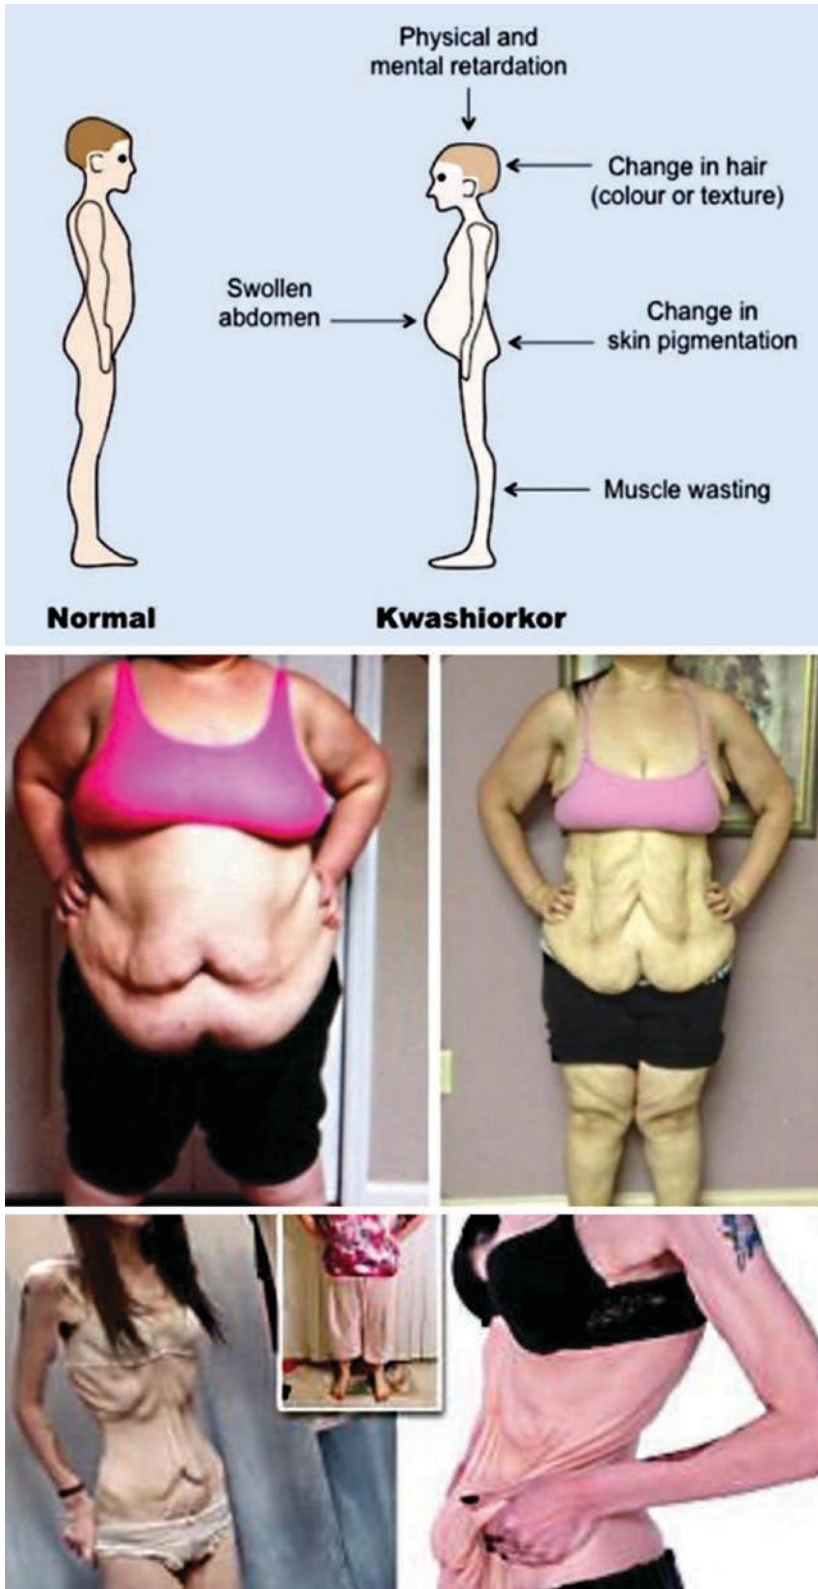 Physical and
mental retardation
Change in hair
(colour or texture)
Swollen
abdomen
Change in
skin pigmentation
Muscle wasting
Normal
Kwashiorkor